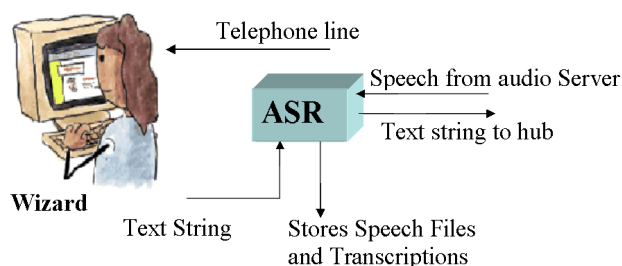 Telephone line
Speech from audio Server
ASR
Text string to hub
Wizard
Text String
Stores Speech Files
and Transcriptions